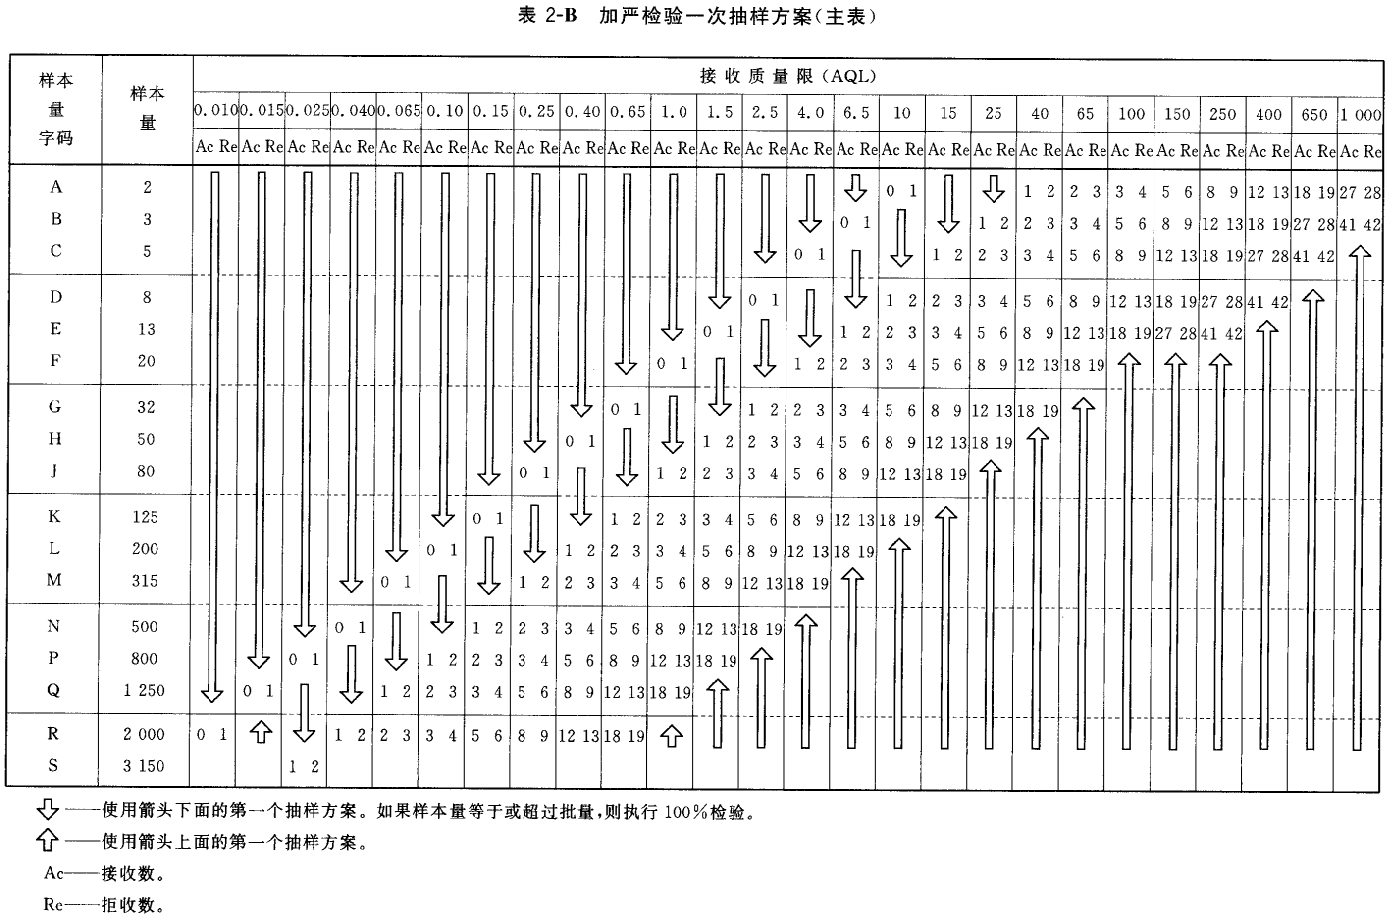 表 2-B 加严检验一次抽样方案(主表)
样本量字码 样本量 接收质量限(AQL)
0.010 0.015 0.025 0.040 0.065 0.10 0.15 0.25 0.40 0.65 1.0 1.5 2.5 4.0 6.5 10 15 25 40 65 100 150 250 400 650 1 000
Ac Re Ac Re Ac Re Ac Re Ac Re Ac Re Ac Re Ac Re Ac Re Ac Re Ac Re Ac Re Ac Re Ac Re Ac Re Ac Re Ac Re Ac Re Ac Re Ac Re Ac Re Ac Re Ac Re Ac Re Ac Re Ac Re
A 2 0 1 1 2 2 3 3 4 5 6 8 9 12 13 18 19 27 28
B 3 0 1 1 2 2 3 3 4 5 6 8 9 12 13 18 19 27 28 41 42
C 5 0 1 1 2 2 3 3 4 5 6 8 9 12 13 18 19 27 28 41 42
D 8 0 1 1 2 2 3 3 4 5 6 8 9 12 13 18 19 27 28 41 42
E 13 0 1 1 2 2 3 3 4 5 6 8 9 12 13 18 19 27 28 41 42
F 20 0 1 1 2 2 3 3 4 5 6 8 9 12 13 18 19
G 32 0 1 1 2 2 3 3 4 5 6 8 9 12 13 18 19
H 50 0 1 1 2 2 3 3 4 5 6 8 9 12 13 18 19
J 80 0 1 1 2 2 3 3 4 5 6 8 9 12 13 18 19
K 125 0 1 1 2 2 3 3 4 5 6 8 9 12 13 18 19
L 200 0 1 1 2 2 3 3 4 5 6 8 9 12 13 18 19
M 315 0 1 1 2 2 3 3 4 5 6 8 9 12 13 18 19
N 500 0 1 1 2 2 3 3 4 5 6 8 9 12 13 18 19
P 800 0 1 1 2 2 3 3 4 5 6 8 9 12 13 18 19
Q 1 250 0 1 1 2 2 3 3 4 5 6 8 9 12 13 18 19
R 2 000 0 1 1 2 2 3 3 4 5 6 8 9 12 13 18 19
S 3 150 1 2
⇩——使用箭头下面的第一个抽样方案。如果样本量等于或超过批量,则执行 100%检验。
⇧——使用箭头上面的第一个抽样方案。
Ac——接收数。
Re——拒收数。